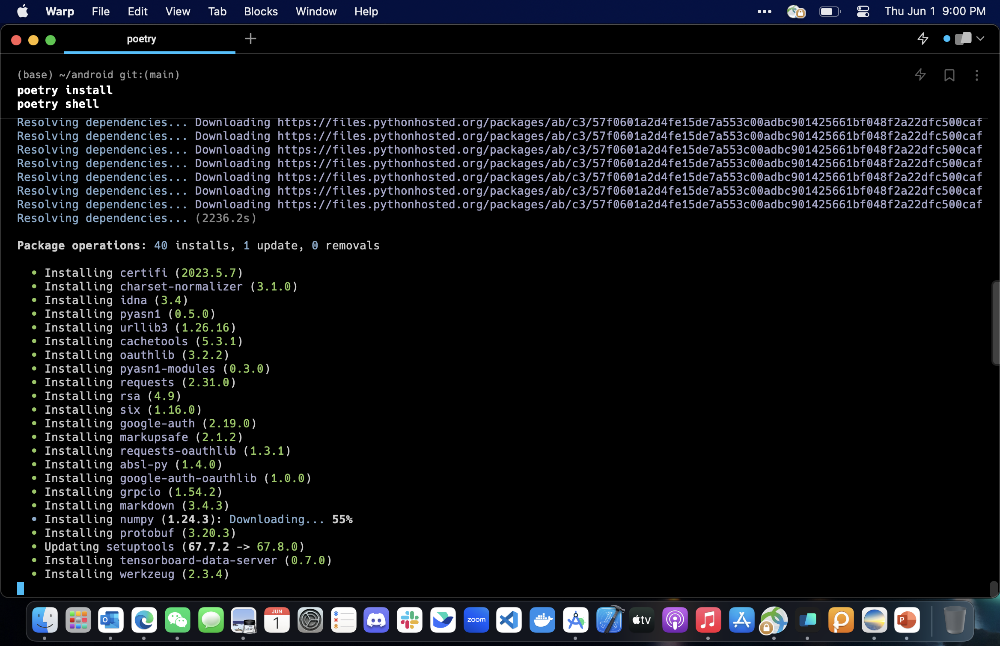 Warp File Edit View Tab Blocks Window Help Thu Jun 1 9:00 PM
poetry
(base) ~/android git:(main)
poetry install
poetry shell
Resolving dependencies... Downloading https://files.pythonhosted.org/packages/ab/c3/57f0601a2d4fe15de7a553c00adbc901425661bf048f2a22dfc500caf
Resolving dependencies... Downloading https://files.pythonhosted.org/packages/ab/c3/57f0601a2d4fe15de7a553c00adbc901425661bf048f2a22dfc500caf
Resolving dependencies... Downloading https://files.pythonhosted.org/packages/ab/c3/57f0601a2d4fe15de7a553c00adbc901425661bf048f2a22dfc500caf
Resolving dependencies... Downloading https://files.pythonhosted.org/packages/ab/c3/57f0601a2d4fe15de7a553c00adbc901425661bf048f2a22dfc500caf
Resolving dependencies... Downloading https://files.pythonhosted.org/packages/ab/c3/57f0601a2d4fe15de7a553c00adbc901425661bf048f2a22dfc500caf
Resolving dependencies... Downloading https://files.pythonhosted.org/packages/ab/c3/57f0601a2d4fe15de7a553c00adbc901425661bf048f2a22dfc500caf
Resolving dependencies... Downloading https://files.pythonhosted.org/packages/ab/c3/57f0601a2d4fe15de7a553c00adbc901425661bf048f2a22dfc500caf
Resolving dependencies... (2236.2s)
Package operations: 40 installs, 1 update, 0 removals
• Installing certifi (2023.5.7)
• Installing charset-normalizer (3.1.0)
• Installing idna (3.4)
• Installing pyasn1 (0.5.0)
• Installing urllib3 (1.26.16)
• Installing cachetools (5.3.1)
• Installing oauthlib (3.2.2)
• Installing pyasn1-modules (0.3.0)
• Installing requests (2.31.0)
• Installing rsa (4.9)
• Installing six (1.16.0)
• Installing google-auth (2.19.0)
• Installing markupsafe (2.1.2)
• Installing requests-oauthlib (1.3.1)
• Installing absl-py (1.4.0)
• Installing google-auth-oauthlib (1.0.0)
• Installing grpcio (1.54.2)
• Installing markdown (3.4.3)
• Installing numpy (1.24.3): Downloading... 55%
• Installing protobuf (3.20.3)
• Updating setuptools (67.7.2 -> 67.8.0)
• Installing tensorboard-data-server (0.7.0)
• Installing werkzeug (2.3.4)
JUN
1
zoom
tv
P